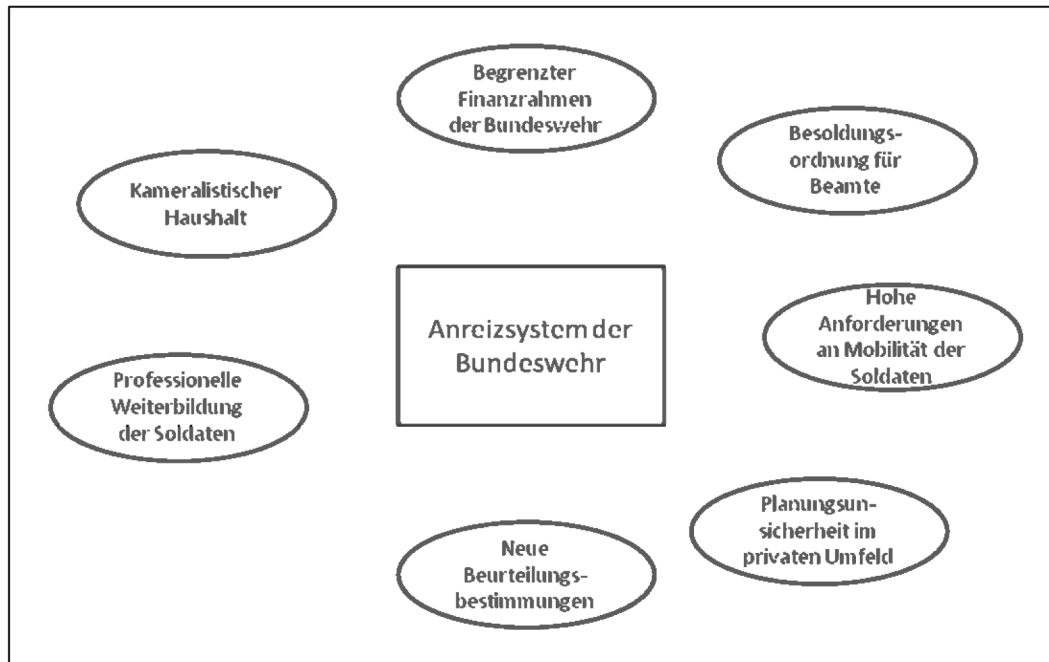 Begrenzter
Finanzrahmen
der Bundeswehr
Besoldungs-
ordnung für
Beamte
Kameralistischer
Haushalt
Hohe
Anforderungen
an Mobilität der
Soldaten
Anreizsystem der
Bundeswehr
Professionelle
Weiterbildung
der Soldaten
Planungsun-
sicherheit im
privaten Umfeld
Neue
Beurteilungs-
bestimmungen